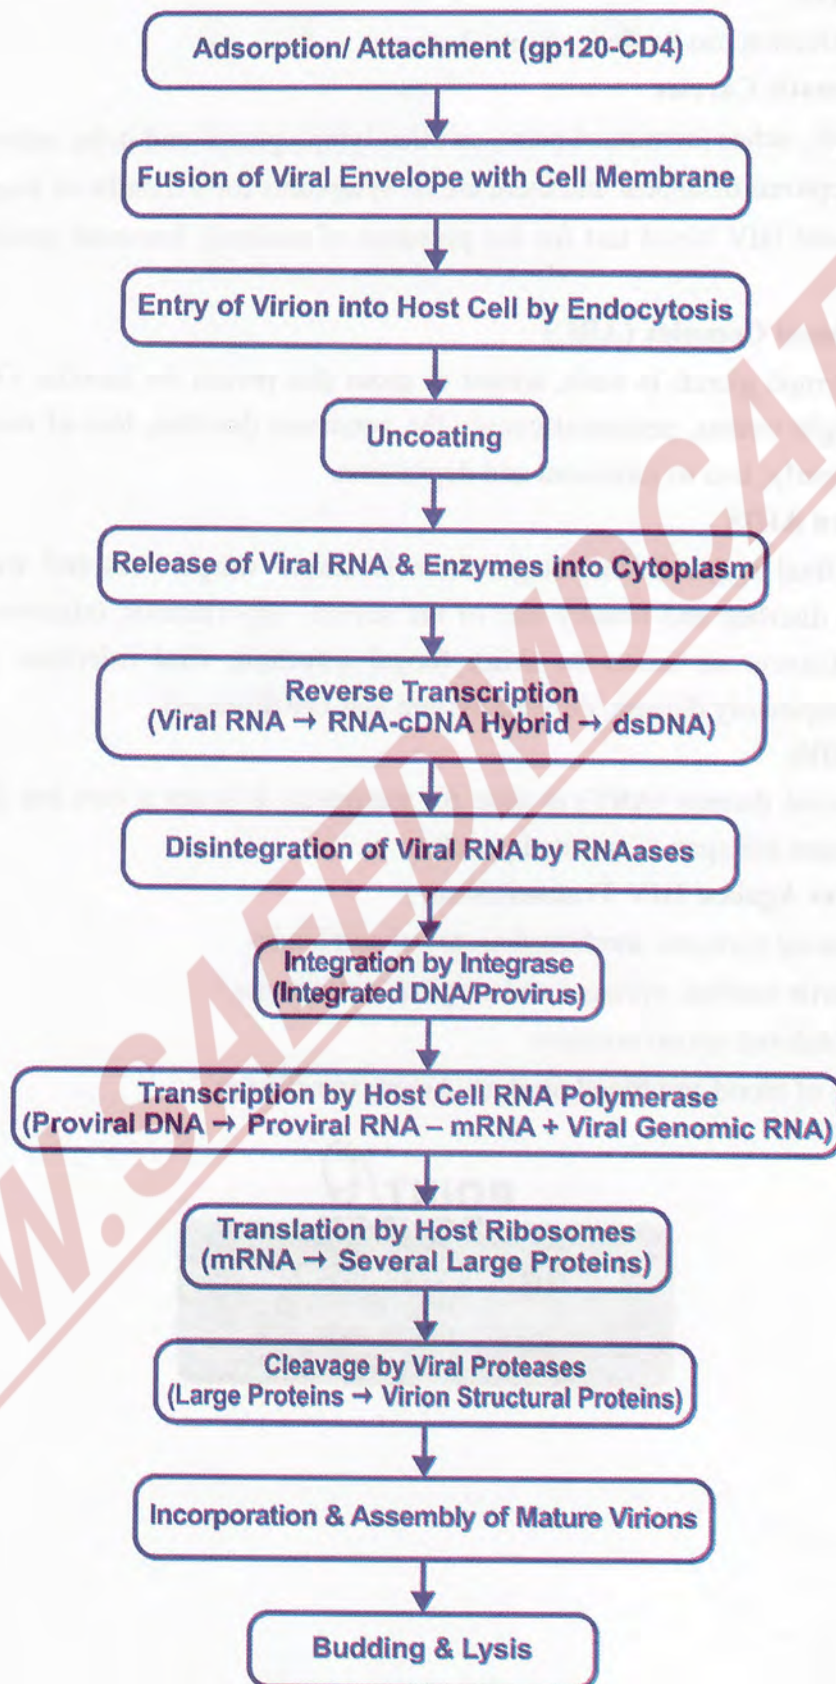 Adsorption/ Attachment (gp120-CD4)
Fusion of Viral Envelope with Cell Membrane
Entry of Virion into Host Cell by Endocytosis
Uncoating
Release of Viral RNA & Enzymes into Cytoplasm
Reverse Transcription
(Viral RNA → RNA-cDNA Hybrid → dsDNA)
Disintegration of Viral RNA by RNAases
Integration by Integrase
(Integrated DNA/Provirus)
Transcription by Host Cell RNA Polymerase
(Proviral DNA → Proviral RNA – mRNA + Viral Genomic RNA)
Translation by Host Ribosomes
(mRNA → Several Large Proteins)
Cleavage by Viral Proteases
(Large Proteins → Virion Structural Proteins)
Incorporation & Assembly of Mature Virions
Budding & Lysis
W.SAEEDMDCAT